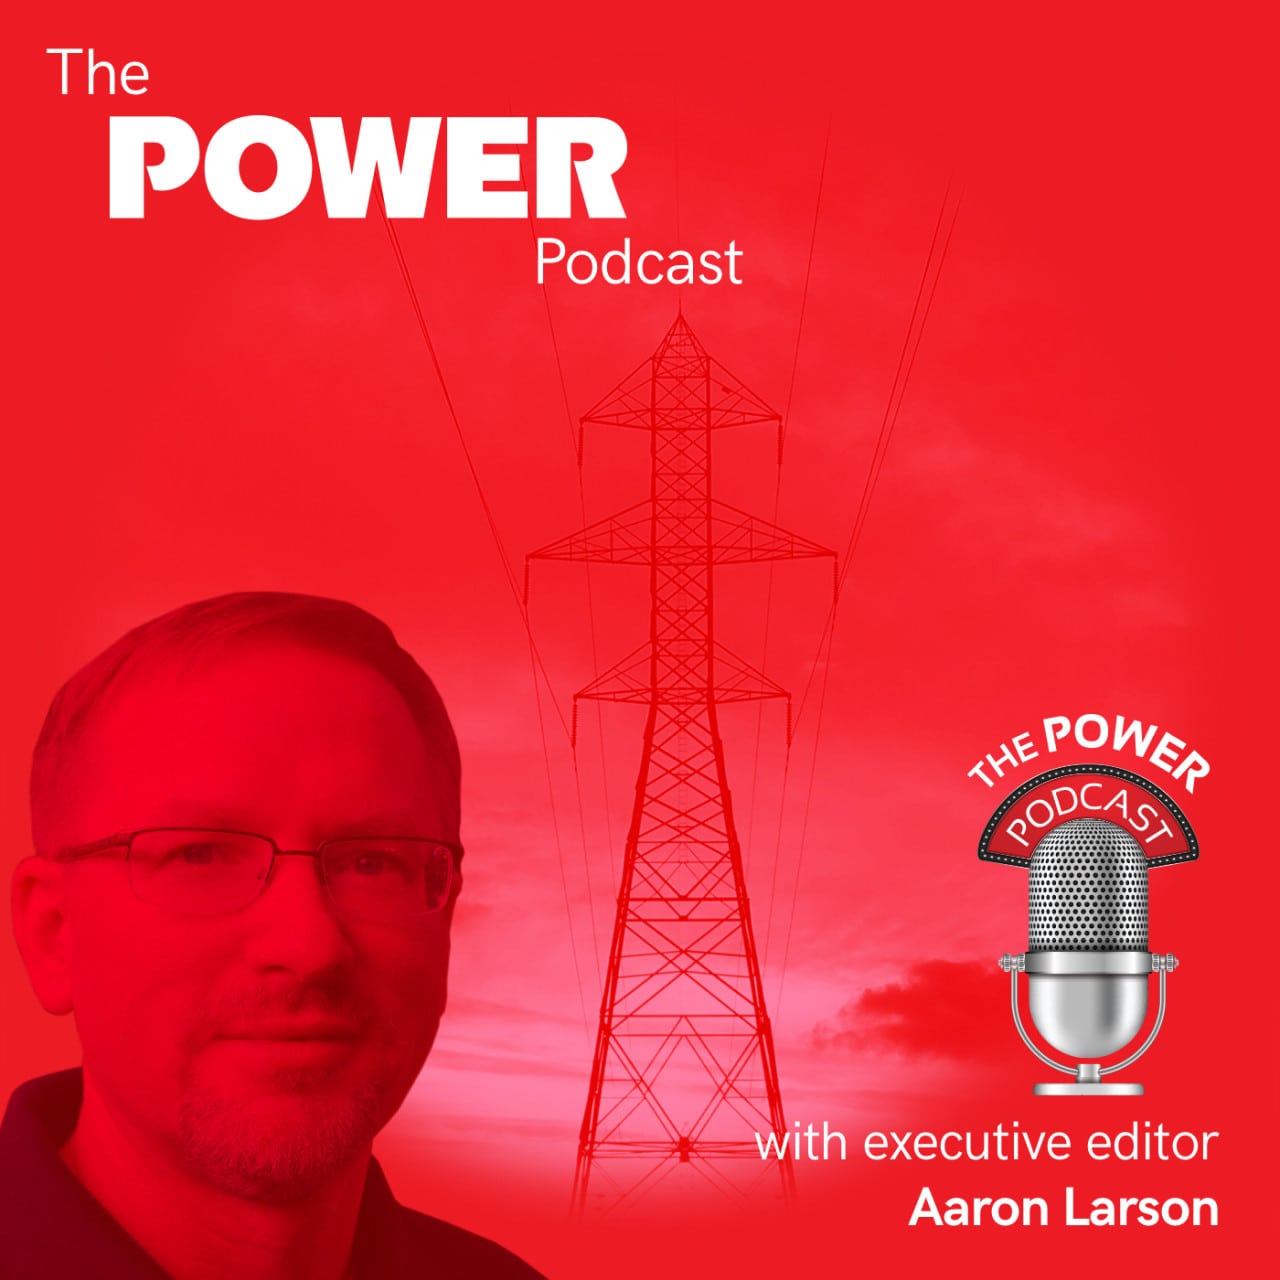 The
POWER
Podcast
THE POWER
PODCAST
with executive editor
Aaron Larson